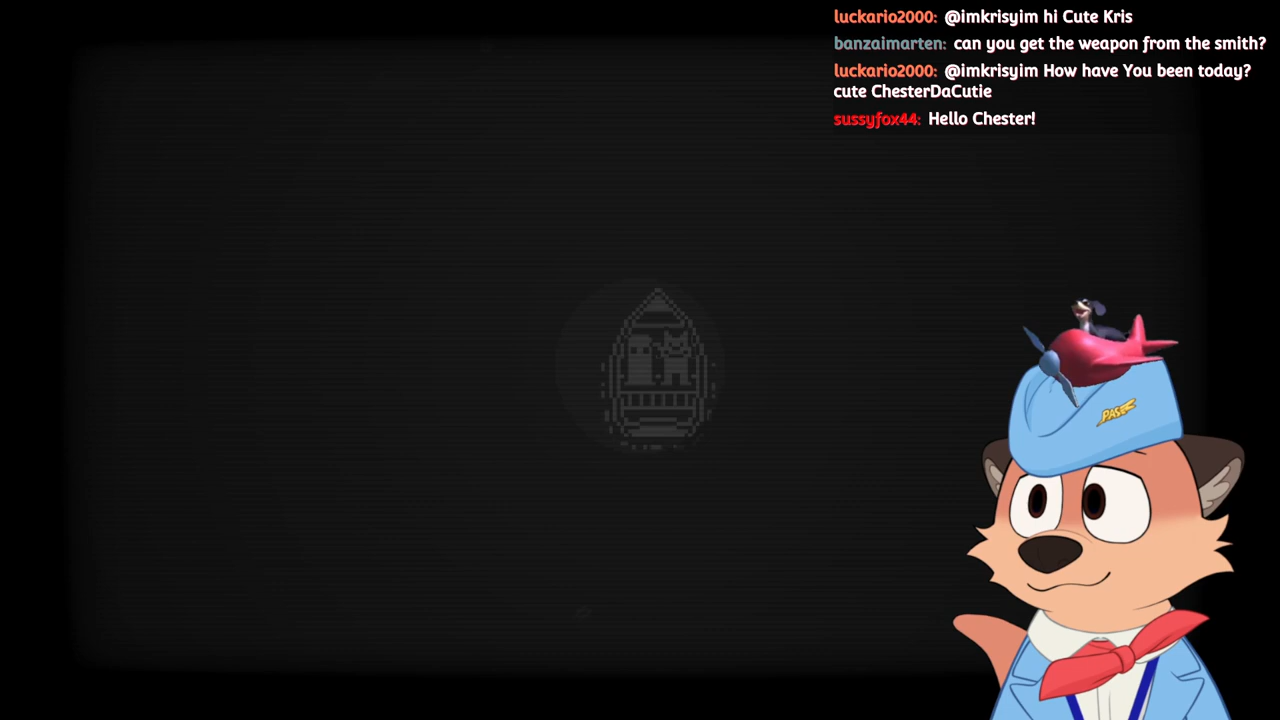 luckario2000: @imkrisyim hi Cute Kris
banzaimarten: can you get the weapon from the smith?
luckario2000: @imkrisyim How have You been today?
cute ChesterDaCutie
sussyfox44: Hello Chester!